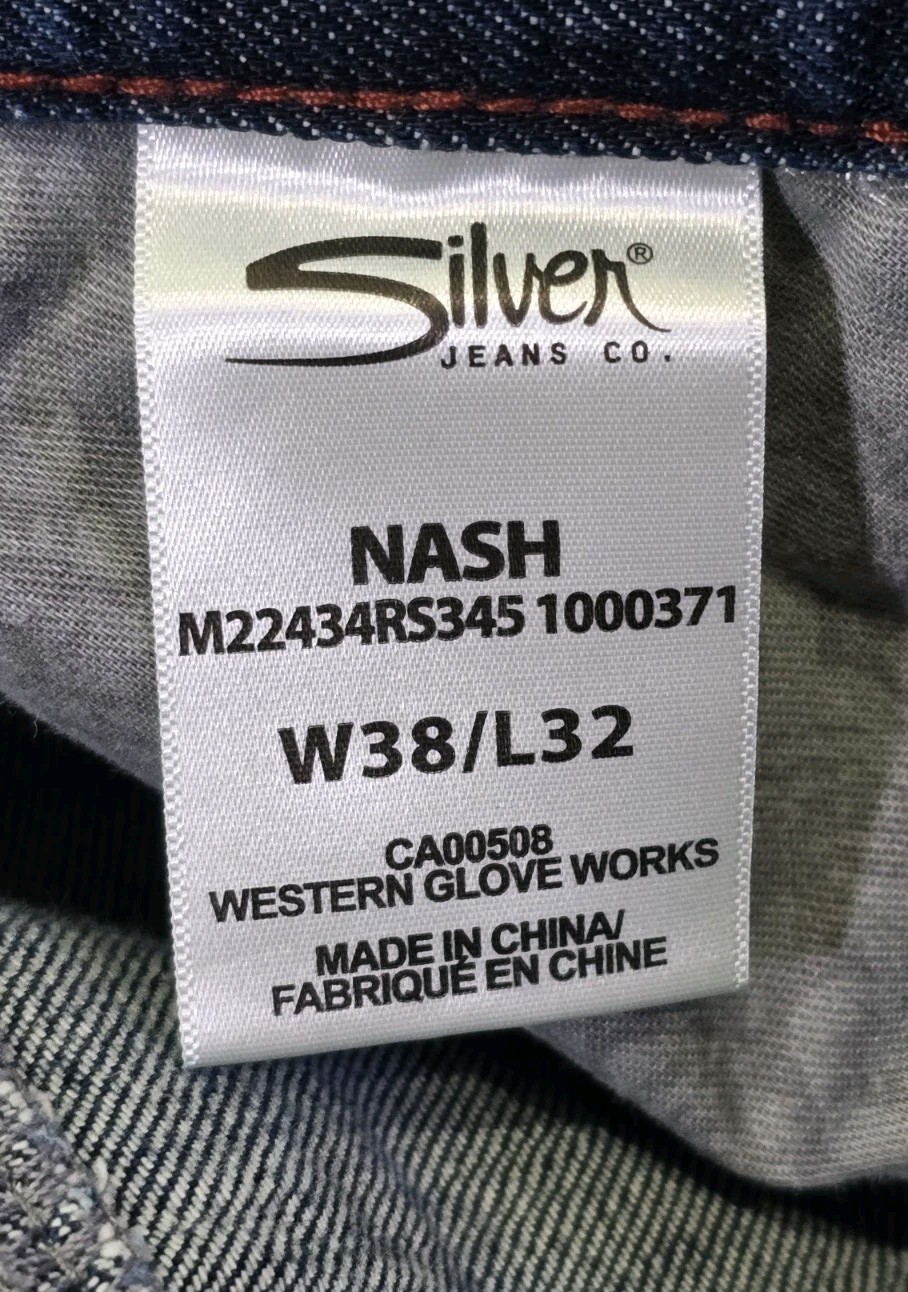 Silver®
JEANS CO.
NASH
M22434RS345 1000371
W38/L32
CA00508
WESTERN GLOVE WORKS
MADE IN CHINA/
FABRIQUÉ EN CHINE